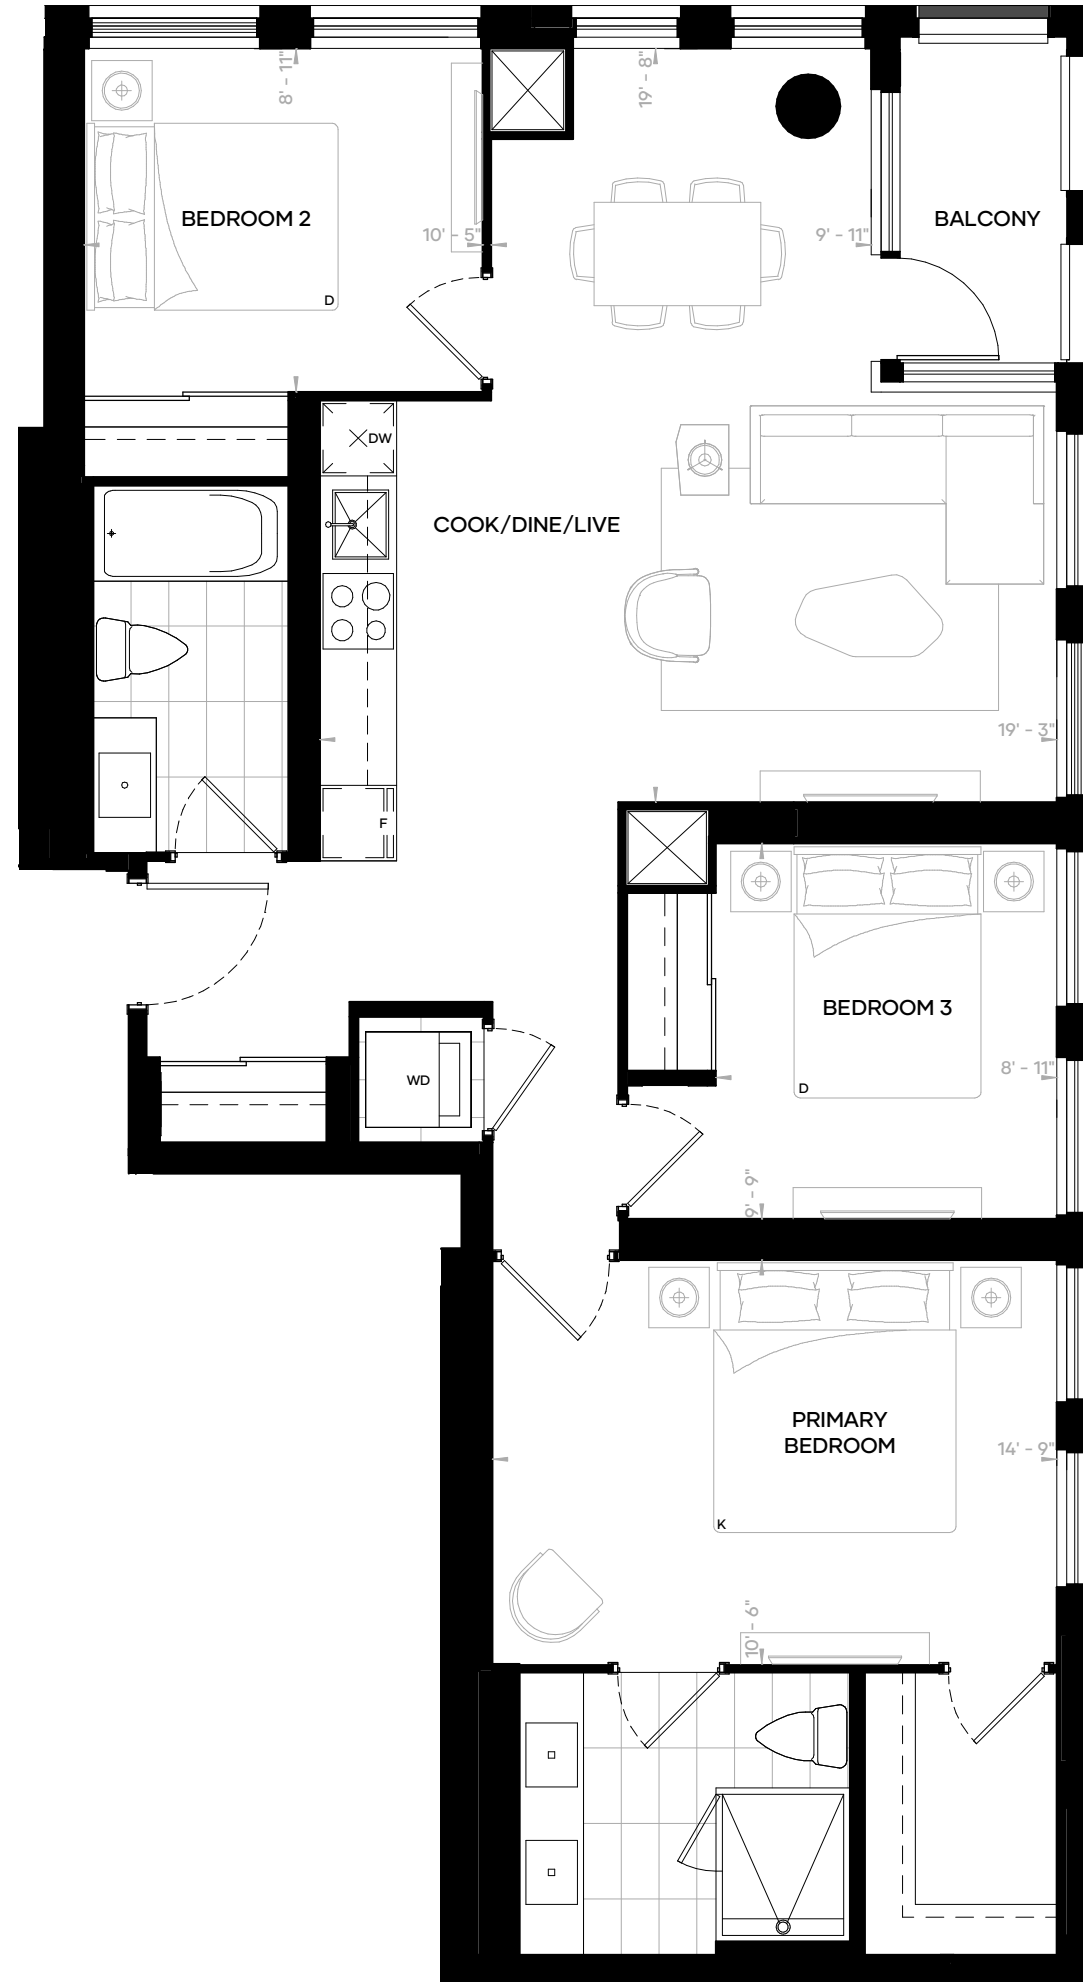 8' - 11"
19' - 8"
BEDROOM 2
BALCONY
10' - 5"
9' - 11"
D
DW
COOK/DINE/LIVE
19' - 3"
F
BEDROOM 3
8' - 11"
WD
D
9' - 9"
PRIMARY
BEDROOM
14' - 9"
K
10' - 6"